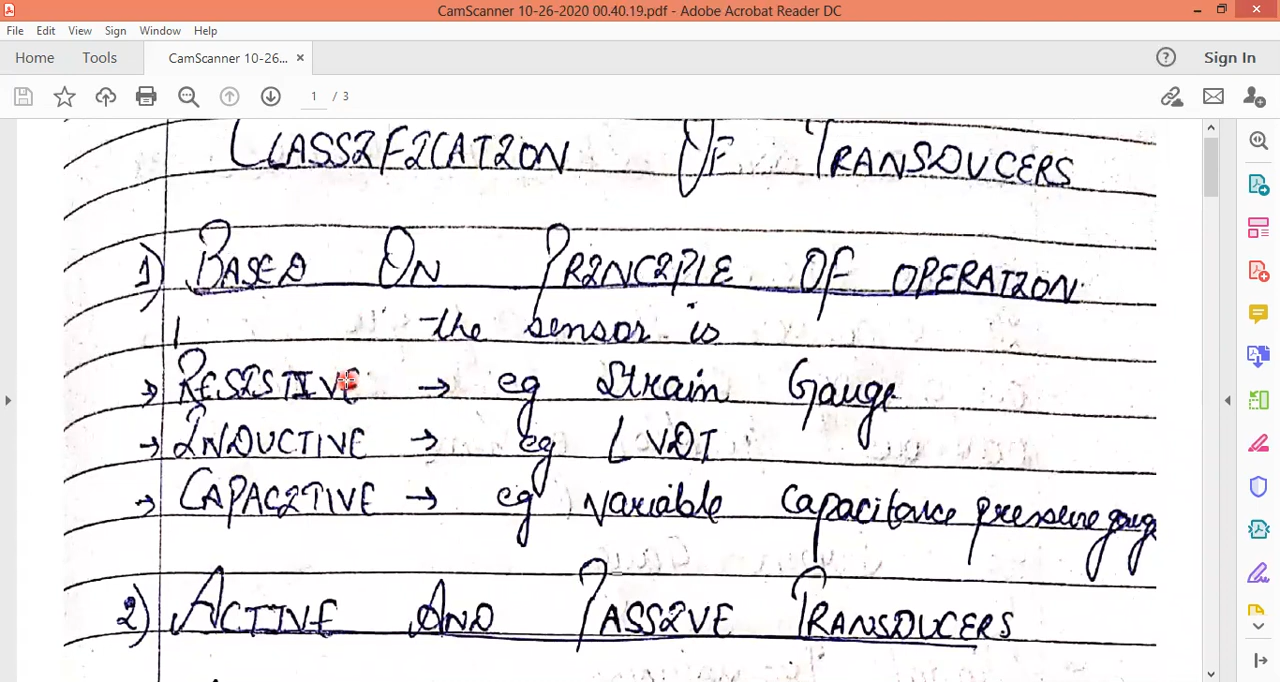 CamScanner 10-26-2020 00.40.19.pdf - Adobe Acrobat Reader DC
File Edit View Sign Window Help
Home Tools CamScanner 10-26... × Sign In
1 / 3
CLASSIFICATION OF TRANSDUCERS
1) BASED ON PRINCIPLE OF OPERATION
the sensor is
→ RESISTIVE → eg Strain Gauge
→ INDUCTIVE → eg LVDT
→ CAPACITIVE → eg variable capacitance pressure gauge
2) ACTIVE AND PASSIVE TRANSDUCERS